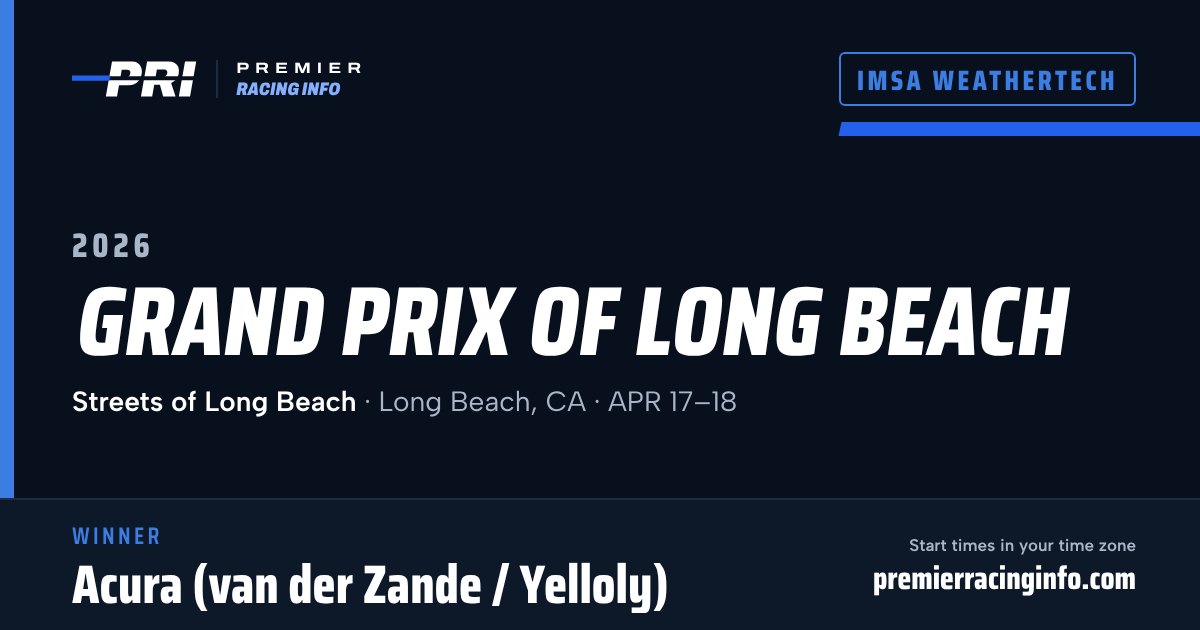 PRI
PREMIER
RACING INFO
IMSA WEATHERTECH
2026
GRAND PRIX OF LONG BEACH
Streets of Long Beach · Long Beach, CA · APR 17–18
WINNER
Acura (van der Zande / Yelloly)
Start times in your time zone
premierracinginfo.com